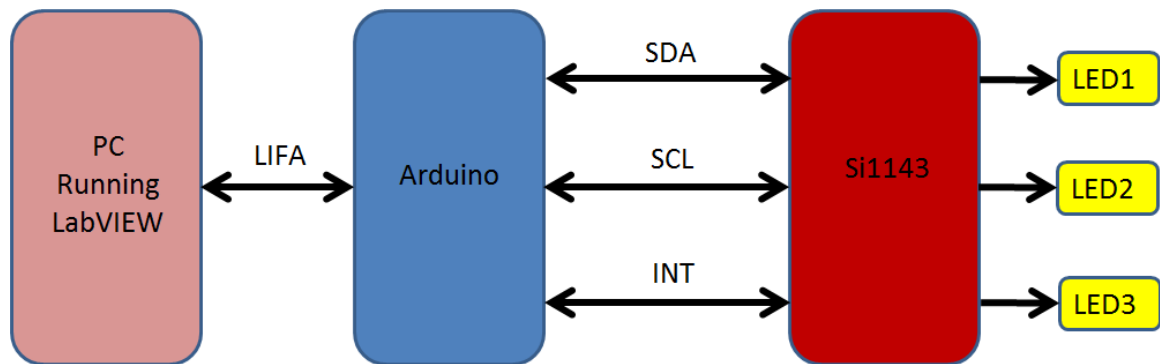 PC
Running
LabVIEW
LIFA
Arduino
SDA
SCL
INT
Si1143
LED1
LED2
LED3